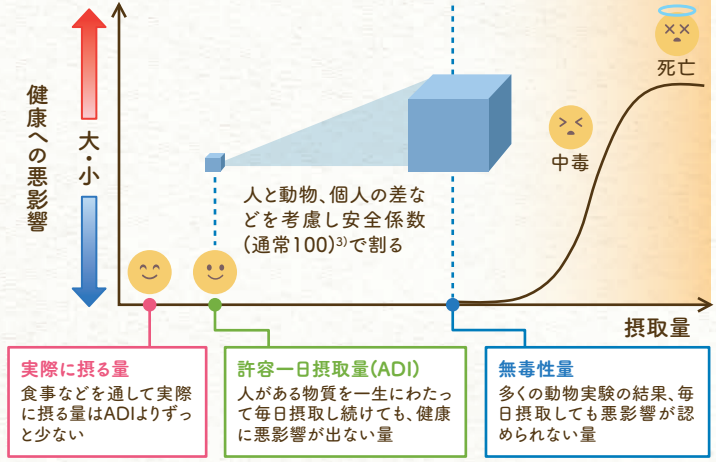 健康への悪影響
大・小
死亡
中毒
人と動物、個人の差な
どを考慮し安全係数
(通常100)3)で割る
摂取量
実際に摂る量
食事などを通して実際
に摂る量はADIよりずっ
と少ない
許容一日摂取量(ADI)
人がある物質を一生にわたっ
て毎日摂取し続けても、健康
に悪影響が出ない量
無毒性量
多くの動物実験の結果、毎
日摂取しても悪影響が認
められない量